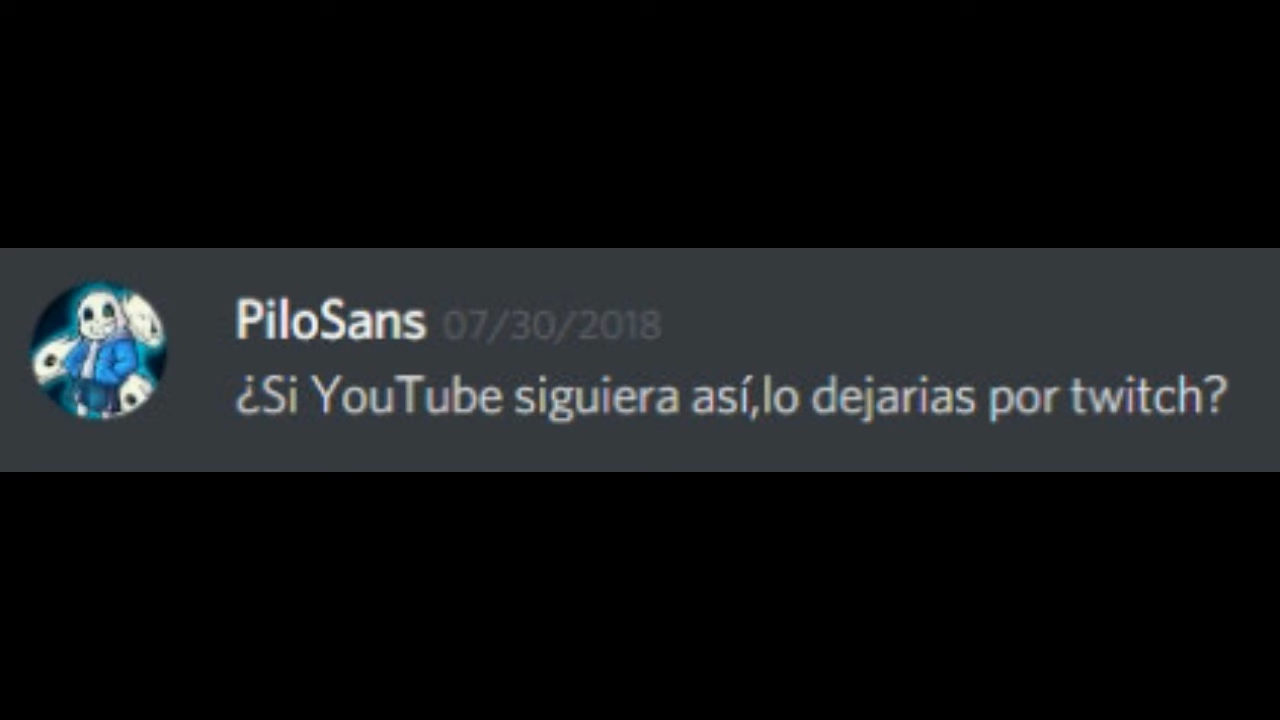 PiloSans 07/30/2018
¿Si YouTube siguiera así,lo dejarias por twitch?